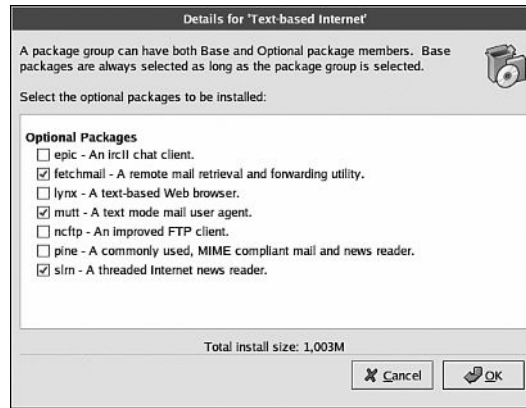 Details for 'Text-based Internet'
A package group can have both Base and Optional package members. Base
packages are always selected as long as the package group is selected.
Select the optional packages to be installed:
Optional Packages
epic - An ircII chat client.
fetchmail - A remote mail retrieval and forwarding utility.
lynx - A text-based Web browser.
mutt - A text mode mail user agent.
ncftp - An improved FTP client.
pine - A commonly used, MIME compliant mail and news reader.
slrn - A threaded Internet news reader.
Total install size: 1,003M
Cancel
OK